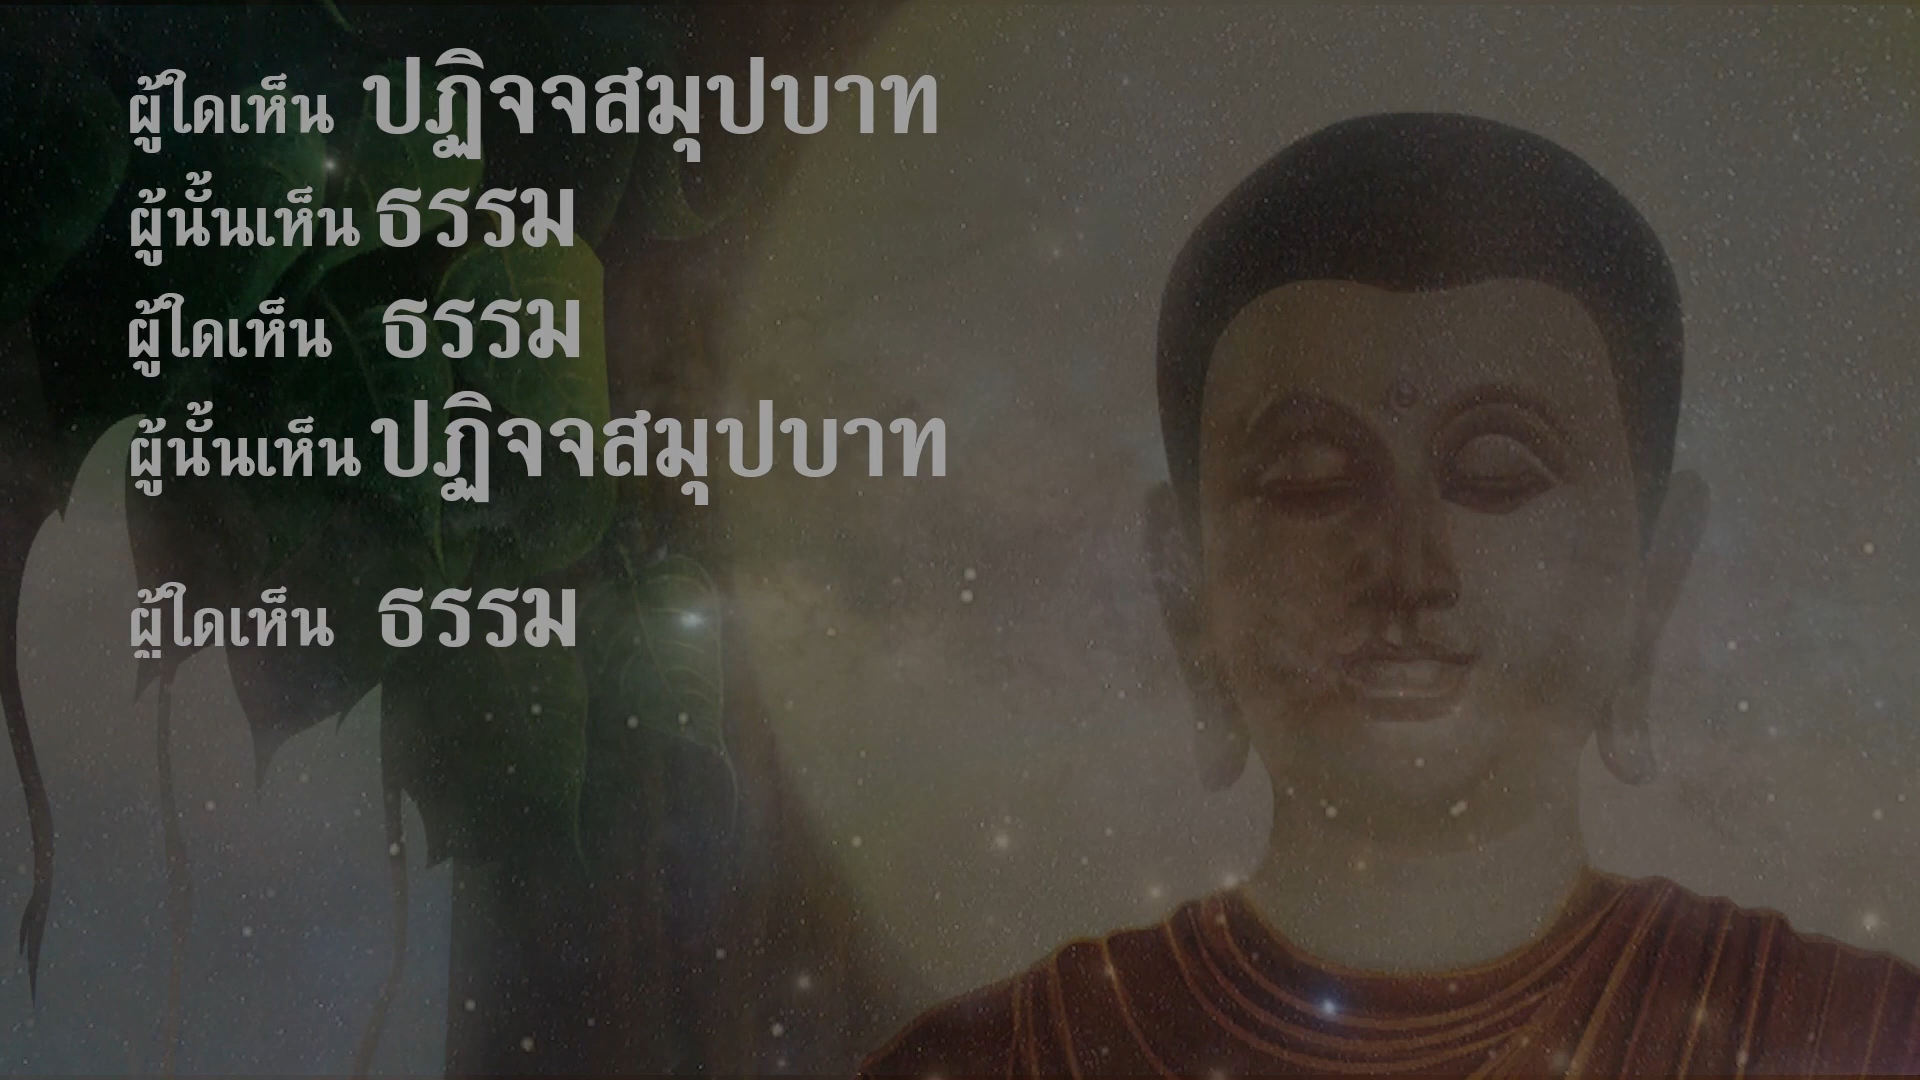 ผู้ใดเห็น ปฏิจจสมุปบาท
ผู้นั้นเห็น ธรรม
ผู้ใดเห็น ธรรม
ผู้นั้นเห็น ปฏิจจสมุปบาท
ผู้ใดเห็น ธรรม